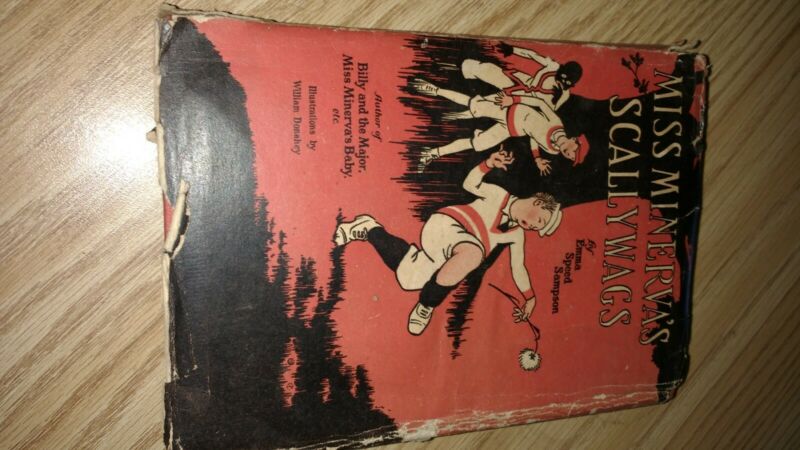 MISS MINERVA'S
SCALLYWAGS
By
Emma
Speed
Sampson
Author of
Billy and the Major,
Miss Minerva's Baby,
etc.
Illustrations by
William Donahey